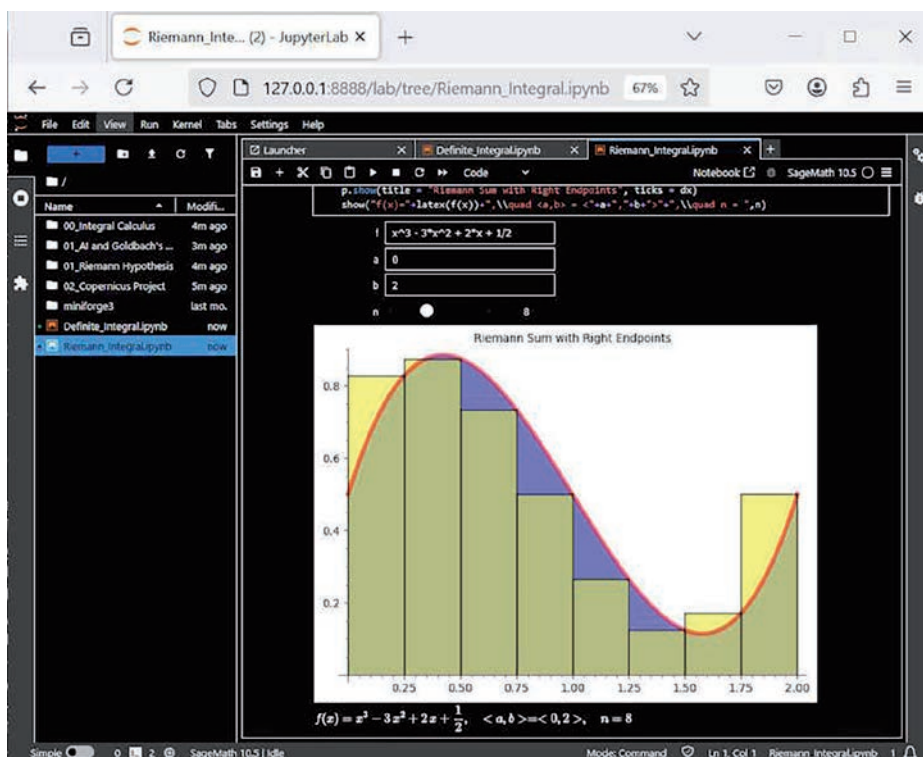 Riemann_Inte... (2) - JupyterLab
127.0.0.1:8888/lab/tree/Riemann_Integral.ipynb 67%
File Edit View Run Kernel Tabs Settings Help
Launcher Definite_Integral.ipynb Riemann_Integral.ipynb
Code Notebook SageMath 10.5
/
Name Modifi...
00_Integral Calculus 4m ago
01_AI and Goldbach's ... 3m ago
01_Riemann Hypothesis 4m ago
02_Copernicus Project 5m ago
miniforge3 last mo.
Definite_Integral.ipynb now
Riemann_Integral.ipynb now
p.show(title = "Riemann Sum with Right Endpoints", ticks = dx)
show("f(x)="+latex(f(x))+",\\quad <a,b> = <"+a+","+b+">"+",\\quad n = ",n)
f x^3 - 3*x^2 + 2*x + 1/2
a 0
b 2
n 8
Riemann Sum with Right Endpoints
0.8
0.6
0.4
0.2
0.25 0.50 0.75 1.00 1.25 1.50 1.75 2.00
f(x) = x³ − 3x² + 2x + 1/2, <a, b>=<0, 2>, n = 8
Simple 0 2 SageMath 10.5 | Idle Mode: Command Ln 1, Col 1 Riemann_Integral.ipynb 1